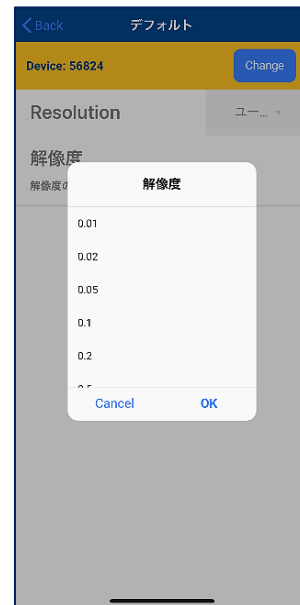 Back
デフォルト
Device: 56824
Change
Resolution
ユー...
解像度
解像度の
解像度
0.01
0.02
0.05
0.1
0.2
Cancel
OK